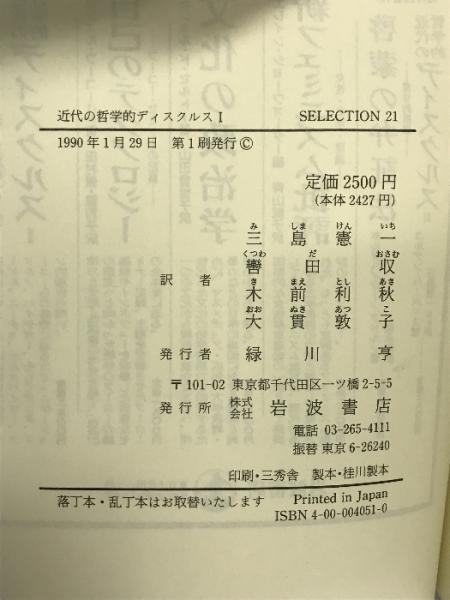 近代の哲学的ディスクルス I SELECTION 21
1990年1月29日 第1刷発行Ⓒ
定価 2500円
(本体 2427円)
み しま けん いち
三島憲一
くつわ だ おさむ
轡田収
訳者
き まえ とし あき
木前利秋
おお ぬき あつ こ
大貫敦子
発行者 緑川亨
〒101-02 東京都千代田区一ツ橋2-5-5
発行所 株式会社 岩波書店
電話 03-265-4111
振替 東京6-26240
印刷・三秀舎 製本・桂川製本
落丁本・乱丁本はお取替いたします Printed in Japan
ISBN 4-00-004051-0